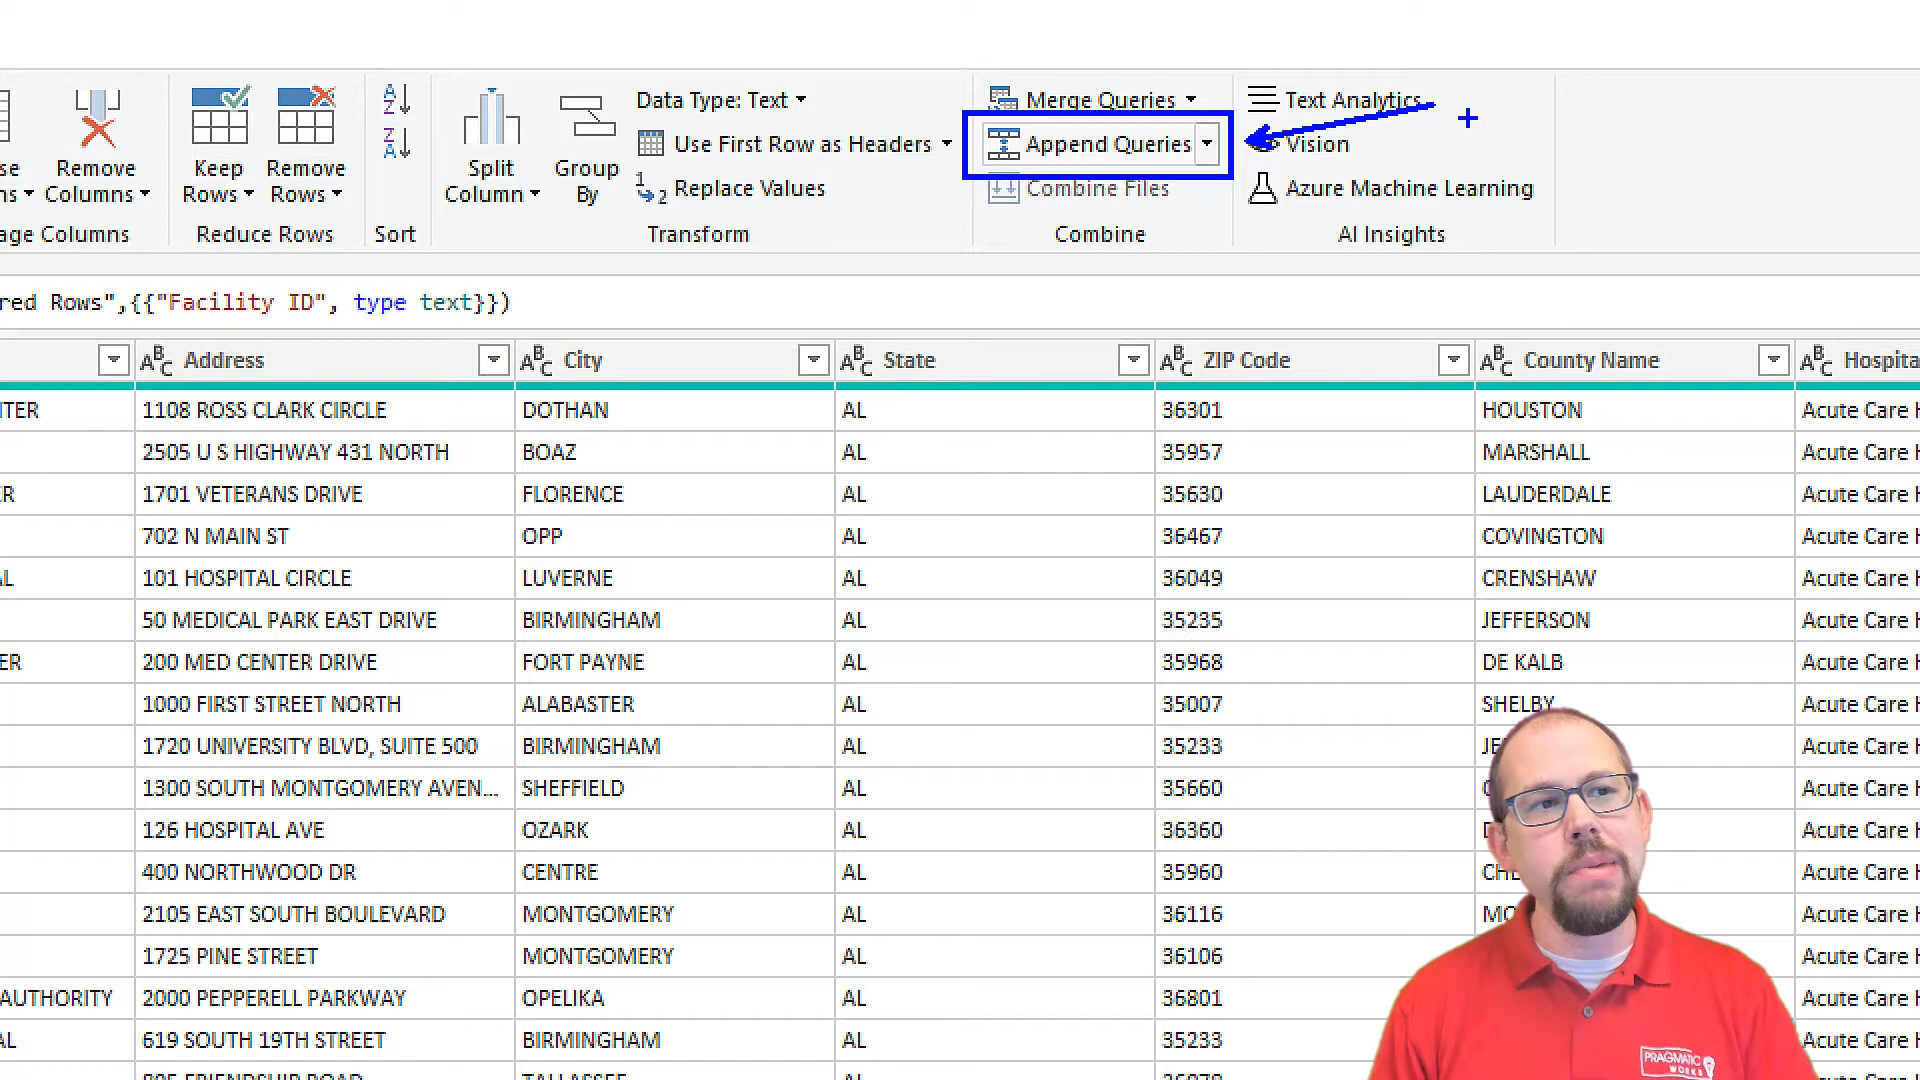 Merge Queries
Text Analytics
Data Type: Text
Append Queries
Vision
Use First Row as Headers
Combine Files
Azure Machine Learning
Replace Values
Remove Columns
Keep Rows
Remove Rows
Split Column
Group By
age Columns
Reduce Rows
Sort
Transform
Combine
AI Insights
red Rows",{{"Facility ID", type text}})
Address City State ZIP Code County Name Hospita
NTER 1108 ROSS CLARK CIRCLE DOTHAN AL 36301 HOUSTON Acute Care H
2505 U S HIGHWAY 431 NORTH BOAZ AL 35957 MARSHALL Acute Care H
R 1701 VETERANS DRIVE FLORENCE AL 35630 LAUDERDALE Acute Care H
702 N MAIN ST OPP AL 36467 COVINGTON Acute Care H
AL 101 HOSPITAL CIRCLE LUVERNE AL 36049 CRENSHAW Acute Care H
50 MEDICAL PARK EAST DRIVE BIRMINGHAM AL 35235 JEFFERSON Acute Care H
ER 200 MED CENTER DRIVE FORT PAYNE AL 35968 DE KALB Acute Care H
1000 FIRST STREET NORTH ALABASTER AL 35007 SHELBY Acute Care H
1720 UNIVERSITY BLVD, SUITE 500 BIRMINGHAM AL 35233 JE Acute Care H
1300 SOUTH MONTGOMERY AVEN... SHEFFIELD AL 35660 Acute Care H
126 HOSPITAL AVE OZARK AL 36360 Acute Care H
400 NORTHWOOD DR CENTRE AL 35960 CHE Acute Care H
2105 EAST SOUTH BOULEVARD MONTGOMERY AL 36116 MO Acute Care H
1725 PINE STREET MONTGOMERY AL 36106 Acute Care H
AUTHORITY 2000 PEPPERELL PARKWAY OPELIKA AL 36801 Acute Care H
AL 619 SOUTH 19TH STREET BIRMINGHAM AL 35233 Acute Care H
PRAGMATIC
WORKS